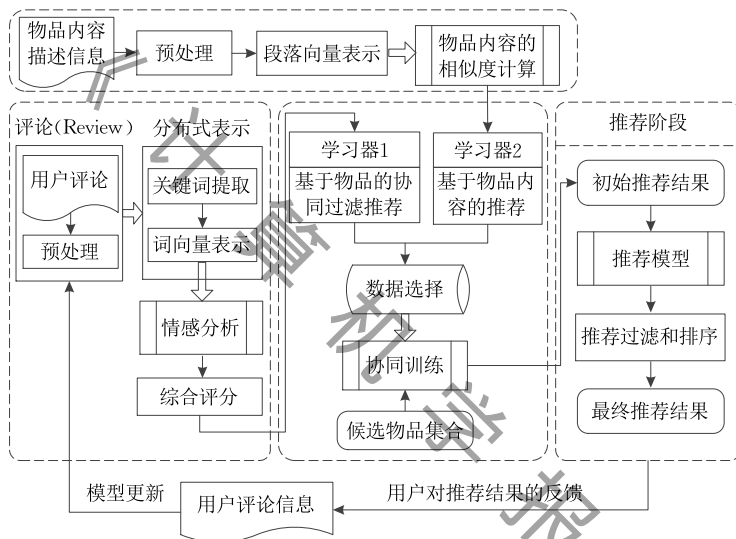 物品内容
描述信息
预处理
段落向量表示
物品内容的
相似度计算
评论(Review)
分布式表示
用户评论
预处理
关键词提取
词向量表示
情感分析
综合评分
学习器1
基于物品的协
同过滤推荐
学习器2
基于物品内
容的推荐
数据选择
协同训练
候选物品集合
推荐阶段
初始推荐结果
推荐模型
推荐过滤和排序
最终推荐结果
模型更新
用户评论信息
用户对推荐结果的反馈
《计算机学报